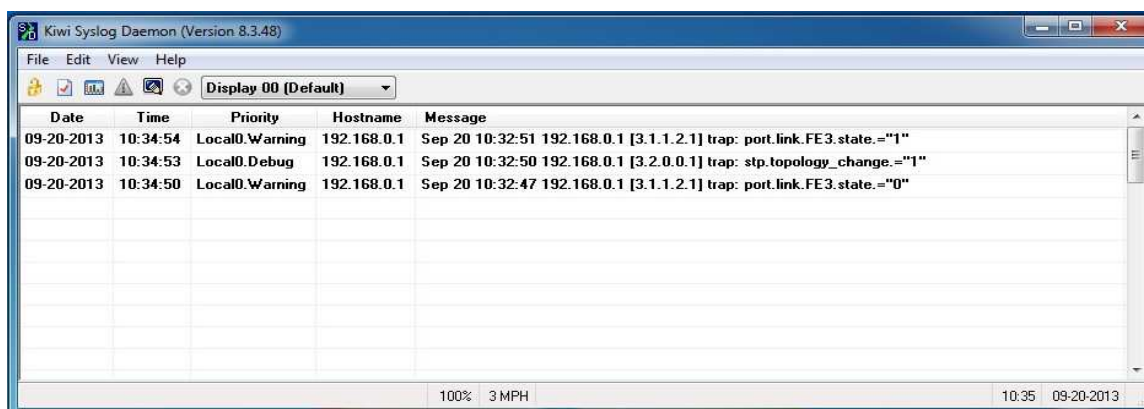 Kiwi Syslog Daemon (Version 8.3.48)
File Edit View Help
Display 00 (Default)
Date Time Priority Hostname Message
09-20-2013 10:34:54 Local0.Warning 192.168.0.1 Sep 20 10:32:51 192.168.0.1 [3.1.1.2.1] trap: port.link.FE3.state.="1"
09-20-2013 10:34:53 Local0.Debug 192.168.0.1 Sep 20 10:32:50 192.168.0.1 [3.2.0.0.1] trap: stp.topology_change.="1"
09-20-2013 10:34:50 Local0.Warning 192.168.0.1 Sep 20 10:32:47 192.168.0.1 [3.1.1.2.1] trap: port.link.FE3.state.="0"
100% 3 MPH 10:35 09-20-2013